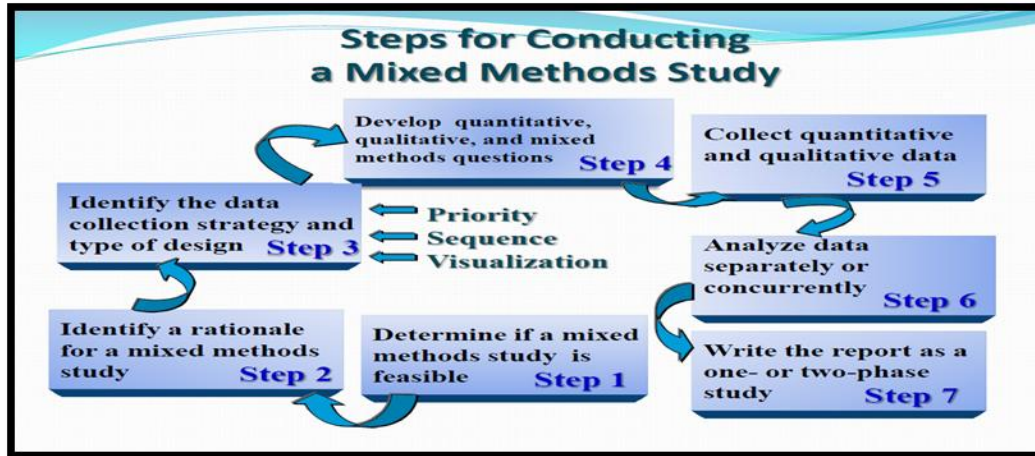 Steps for Conducting
a Mixed Methods Study
Determine if a mixed
methods study is
feasible Step 1
Identify a rationale
for a mixed methods
study Step 2
Identify the data
collection strategy and
type of design Step 3
Priority
Sequence
Visualization
Develop quantitative,
qualitative, and mixed
methods questions Step 4
Collect quantitative
and qualitative data
Step 5
Analyze data
separately or
concurrently Step 6
Write the report as a
one- or two-phase
study Step 7